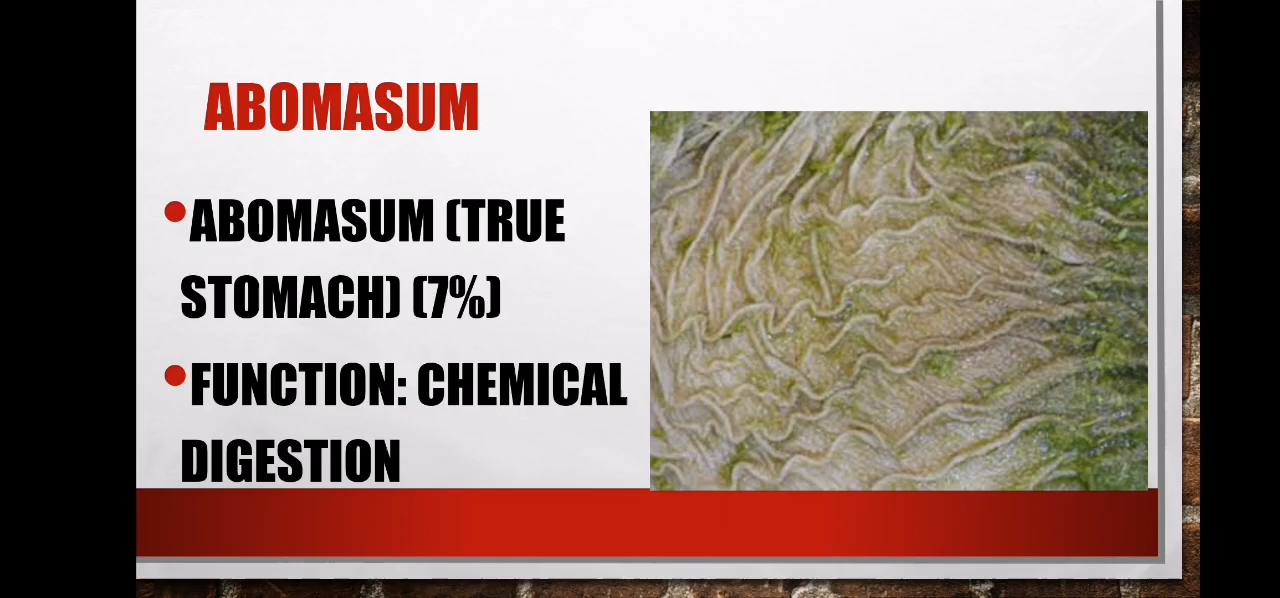 ABOMASUM
•ABOMASUM (TRUE
STOMACH) (7%)
•FUNCTION: CHEMICAL
DIGESTION